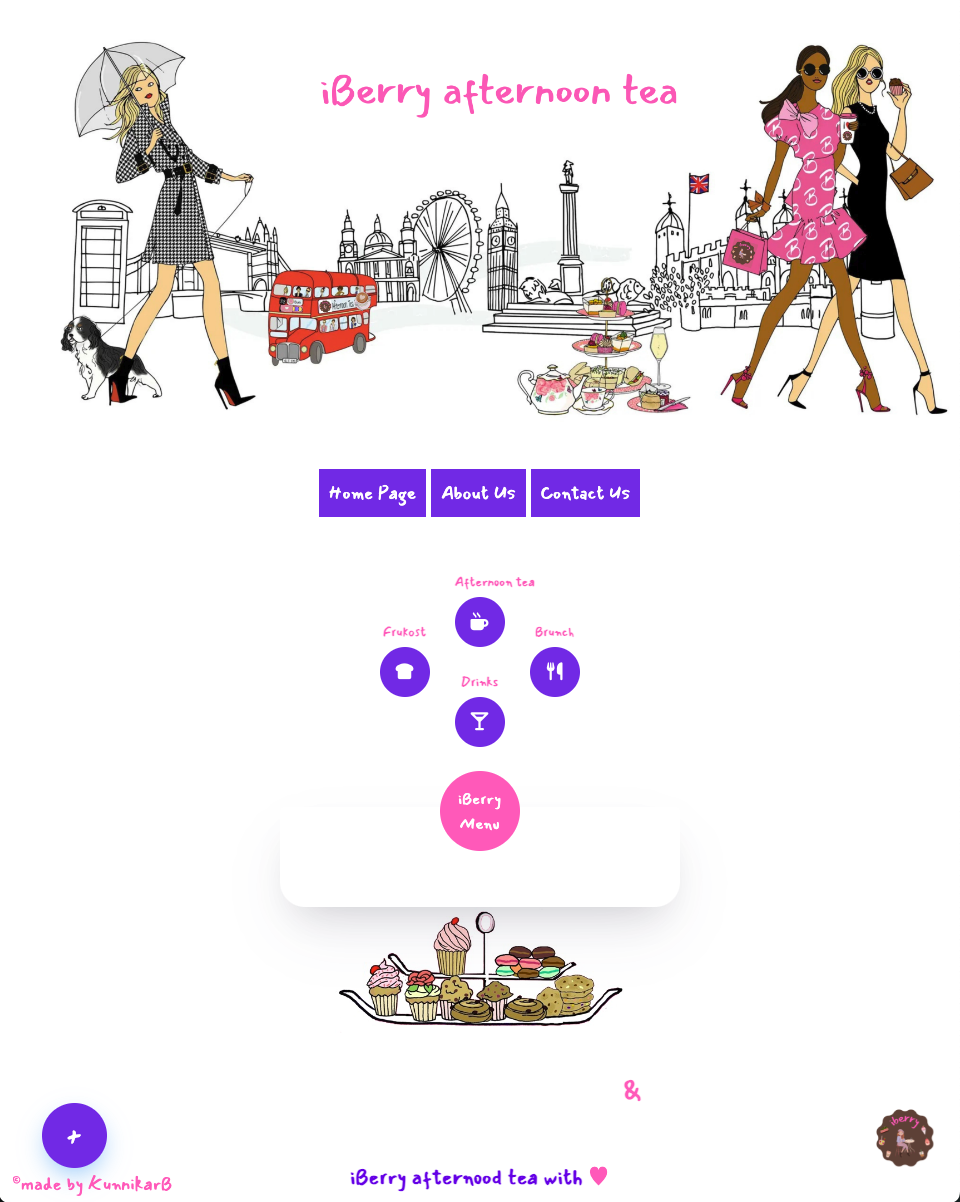 iBerry afternoon tea
Home Page
About Us
Contact Us
Afternoon tea
Frukost
Brunch
Drinks
iBerry
Menu
&
+
iberry
©made by KunnikarB
iBerry afternood tea with